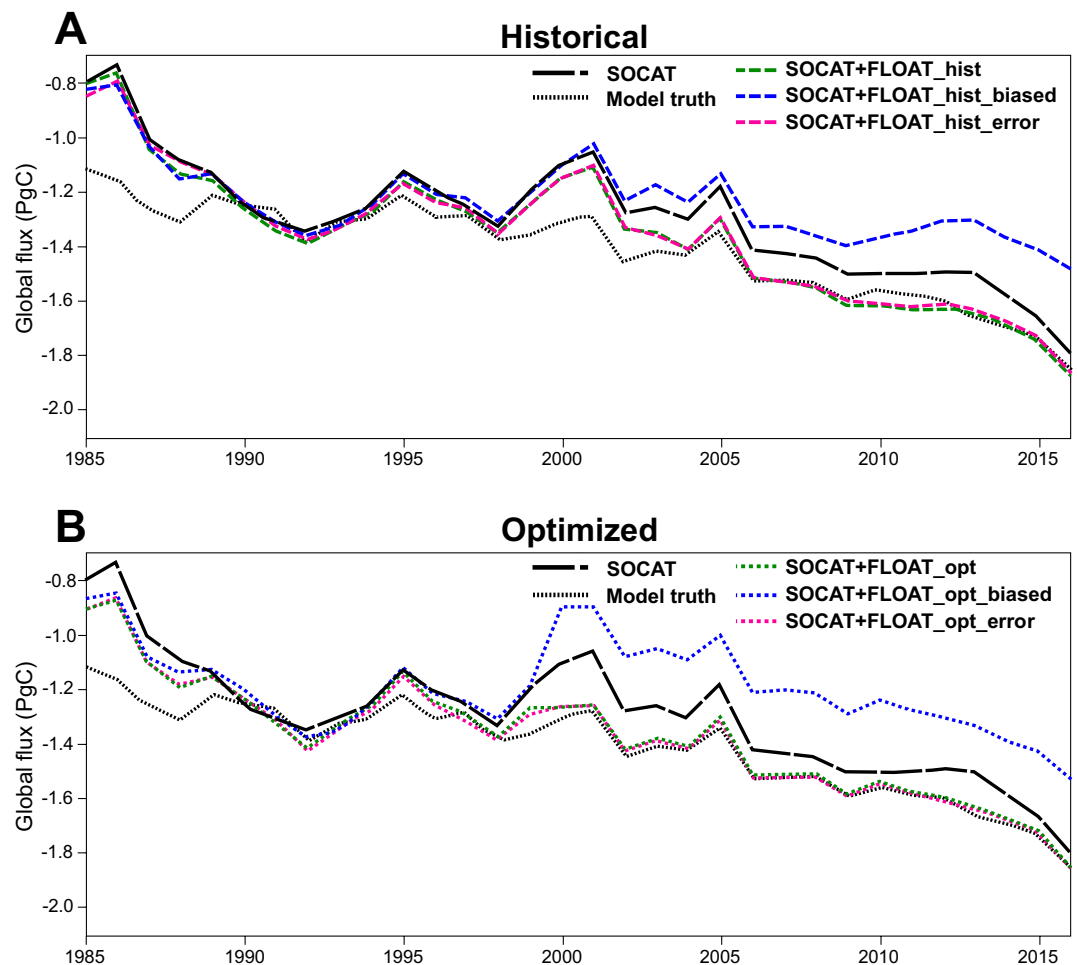 A
Historical
SOCAT
Model truth
SOCAT+FLOAT_hist
SOCAT+FLOAT_hist_biased
SOCAT+FLOAT_hist_error
Global flux (PgC)
-0.8
-1.0
-1.2
-1.4
-1.6
-1.8
-2.0
1985 1990 1995 2000 2005 2010 2015
B
Optimized
SOCAT
Model truth
SOCAT+FLOAT_opt
SOCAT+FLOAT_opt_biased
SOCAT+FLOAT_opt_error
Global flux (PgC)
-0.8
-1.0
-1.2
-1.4
-1.6
-1.8
-2.0
1985 1990 1995 2000 2005 2010 2015